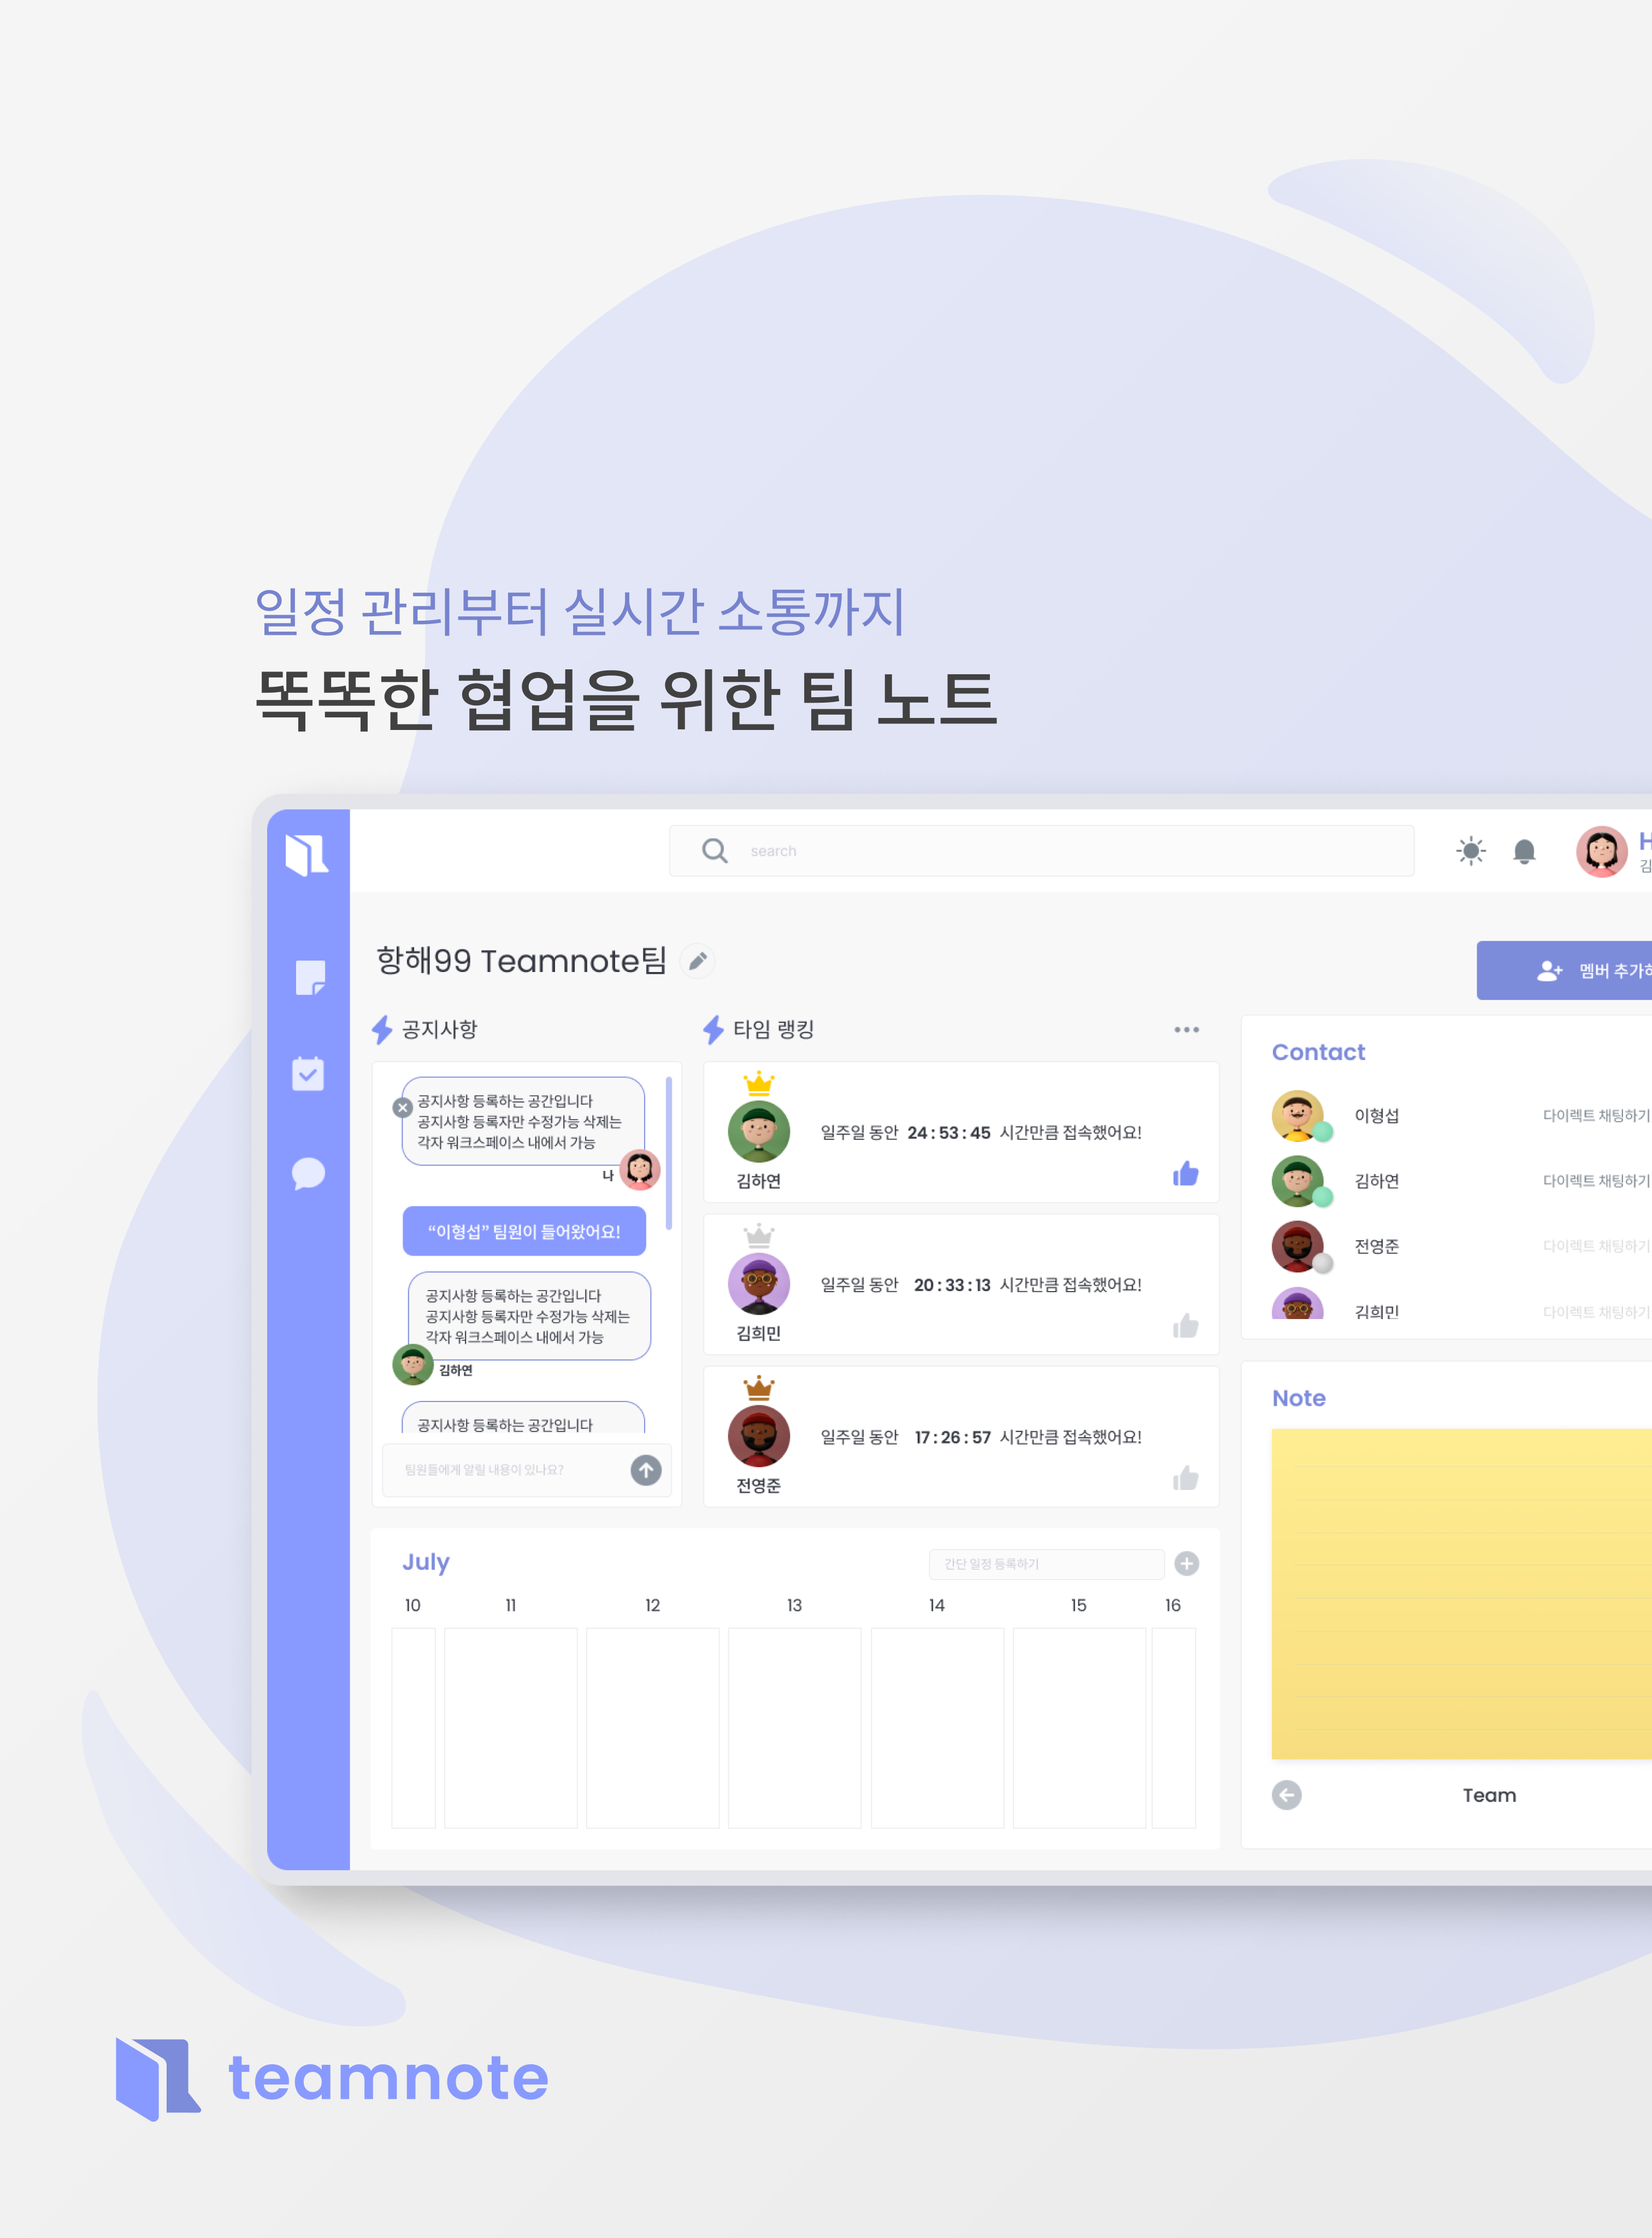 일정 관리부터 실시간 소통까지
똑똑한 협업을 위한 팀 노트
search
항해99 Teamnote팀
멤버 추가하
공지사항
공지사항 등록하는 공간입니다
공지사항 등록자만 수정가능 삭제는
각자 워크스페이스 내에서 가능
나
“이형섭” 팀원이 들어왔어요!
공지사항 등록하는 공간입니다
공지사항 등록자만 수정가능 삭제는
각자 워크스페이스 내에서 가능
김하연
공지사항 등록하는 공간입니다
팀원들에게 알릴 내용이 있나요?
타임 랭킹
일주일 동안 24 : 53 : 45 시간만큼 접속했어요!
김하연
일주일 동안 20 : 33 : 13 시간만큼 접속했어요!
김희민
일주일 동안 17 : 26 : 57 시간만큼 접속했어요!
전영준
Contact
이형섭 다이렉트 채팅하기
김하연 다이렉트 채팅하기
전영준 다이렉트 채팅하기
김희민 다이렉트 채팅하기
July
간단 일정 등록하기
10 11 12 13 14 15 16
Note
Team
teamnote